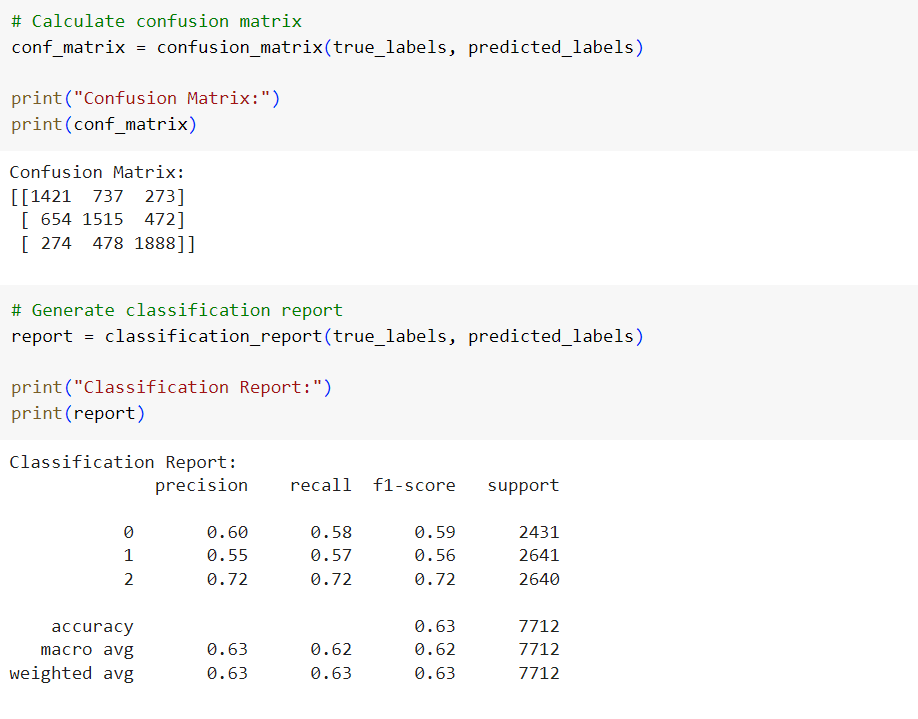 # Calculate confusion matrix
conf_matrix = confusion_matrix(true_labels, predicted_labels)
print("Confusion Matrix:")
print(conf_matrix)
Confusion Matrix:
[[1421  737  273]
 [ 654 1515  472]
 [ 274  478 1888]]
# Generate classification report
report = classification_report(true_labels, predicted_labels)
print("Classification Report:")
print(report)
Classification Report:
              precision    recall  f1-score   support
           0       0.60      0.58      0.59      2431
           1       0.55      0.57      0.56      2641
           2       0.72      0.72      0.72      2640
    accuracy                           0.63      7712
   macro avg       0.63      0.62      0.62      7712
weighted avg       0.63      0.63      0.63      7712